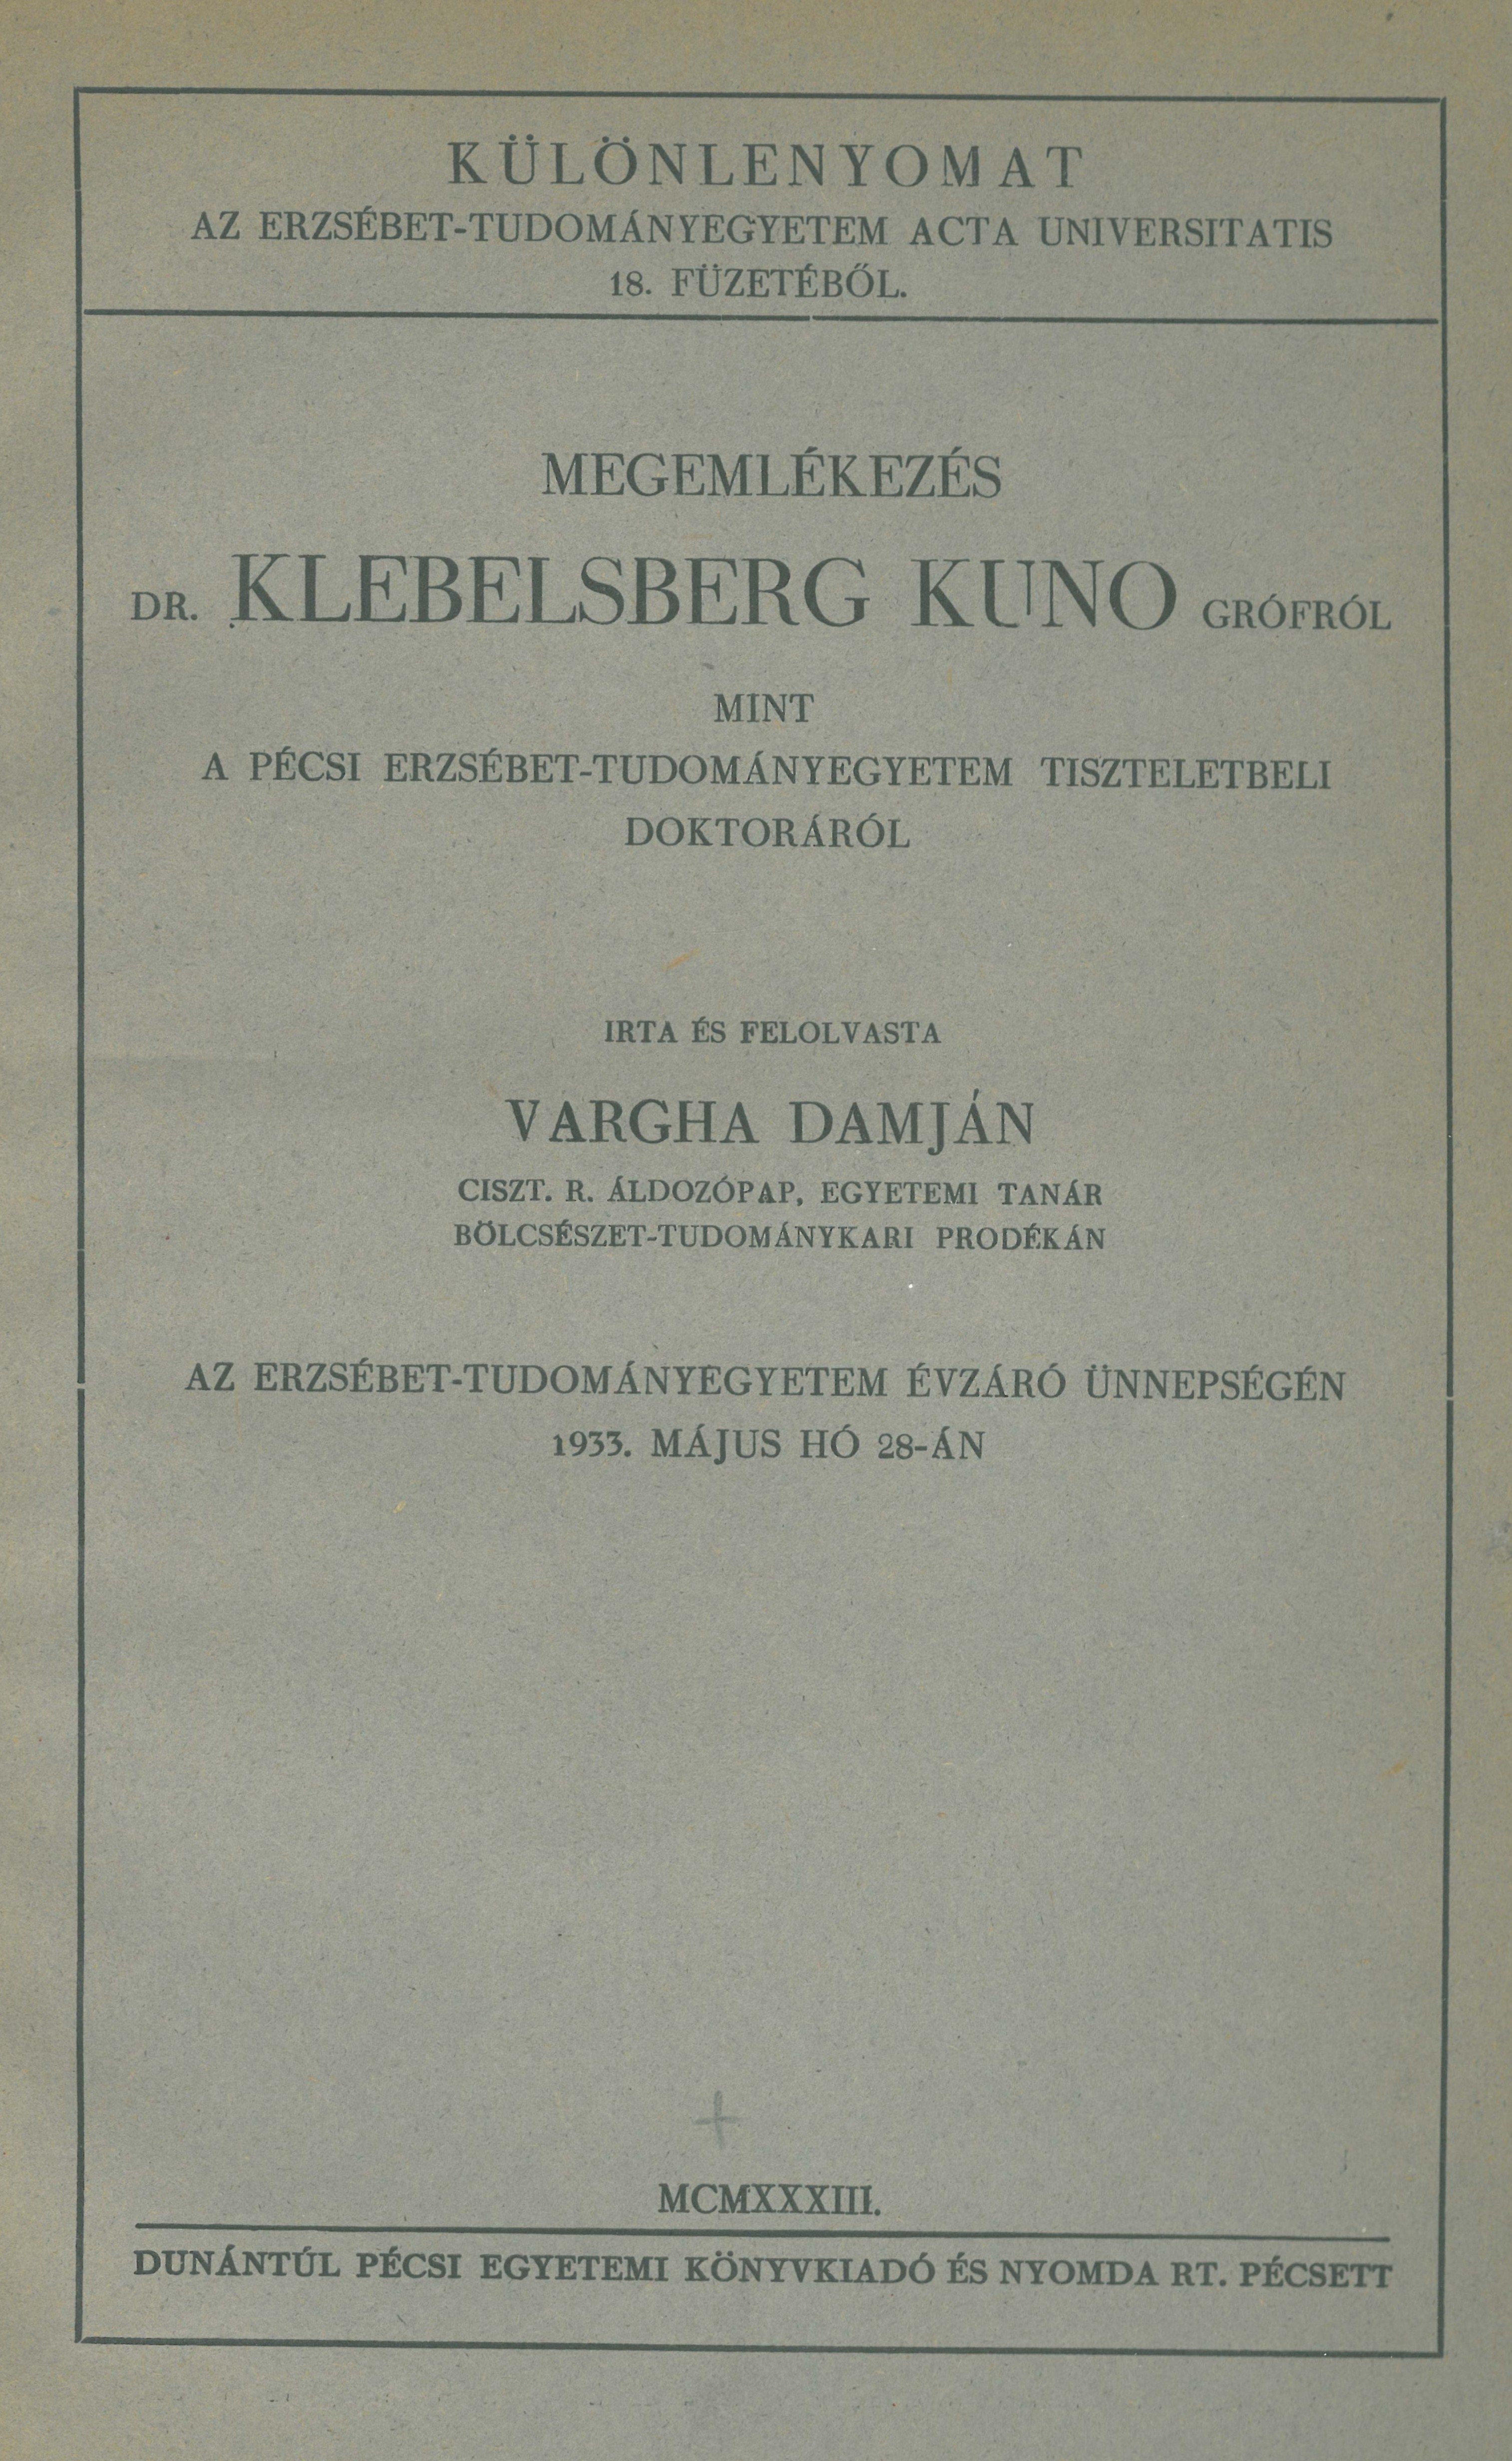 KÜLÖNLENYOMAT
AZ ERZSÉBET-TUDOMÁNYEGYETEM ACTA UNIVERSITATIS
18. FÜZETÉBŐL.
MEGEMLÉKEZÉS
DR. KLEBELSBERG KUNO GRÓFRÓL
MINT
A PÉCSI ERZSÉBET-TUDOMÁNYEGYETEM TISZTELETBELI
DOKTORÁRÓL
IRTA ÉS FELOLVASTA
VARGHA DAMJÁN
CISZT. R. ÁLDOZÓPAP, EGYETEMI TANÁR
BÖLCSÉSZET-TUDOMÁNYKARI PRODÉKÁN
AZ ERZSÉBET-TUDOMÁNYEGYETEM ÉVZÁRÓ ÜNNEPSÉGÉN
1933. MÁJUS HÓ 28-ÁN
MCMXXXIII.
DUNÁNTÚL PÉCSI EGYETEMI KÖNYVKIADÓ ÉS NYOMDA RT. PÉCSETT